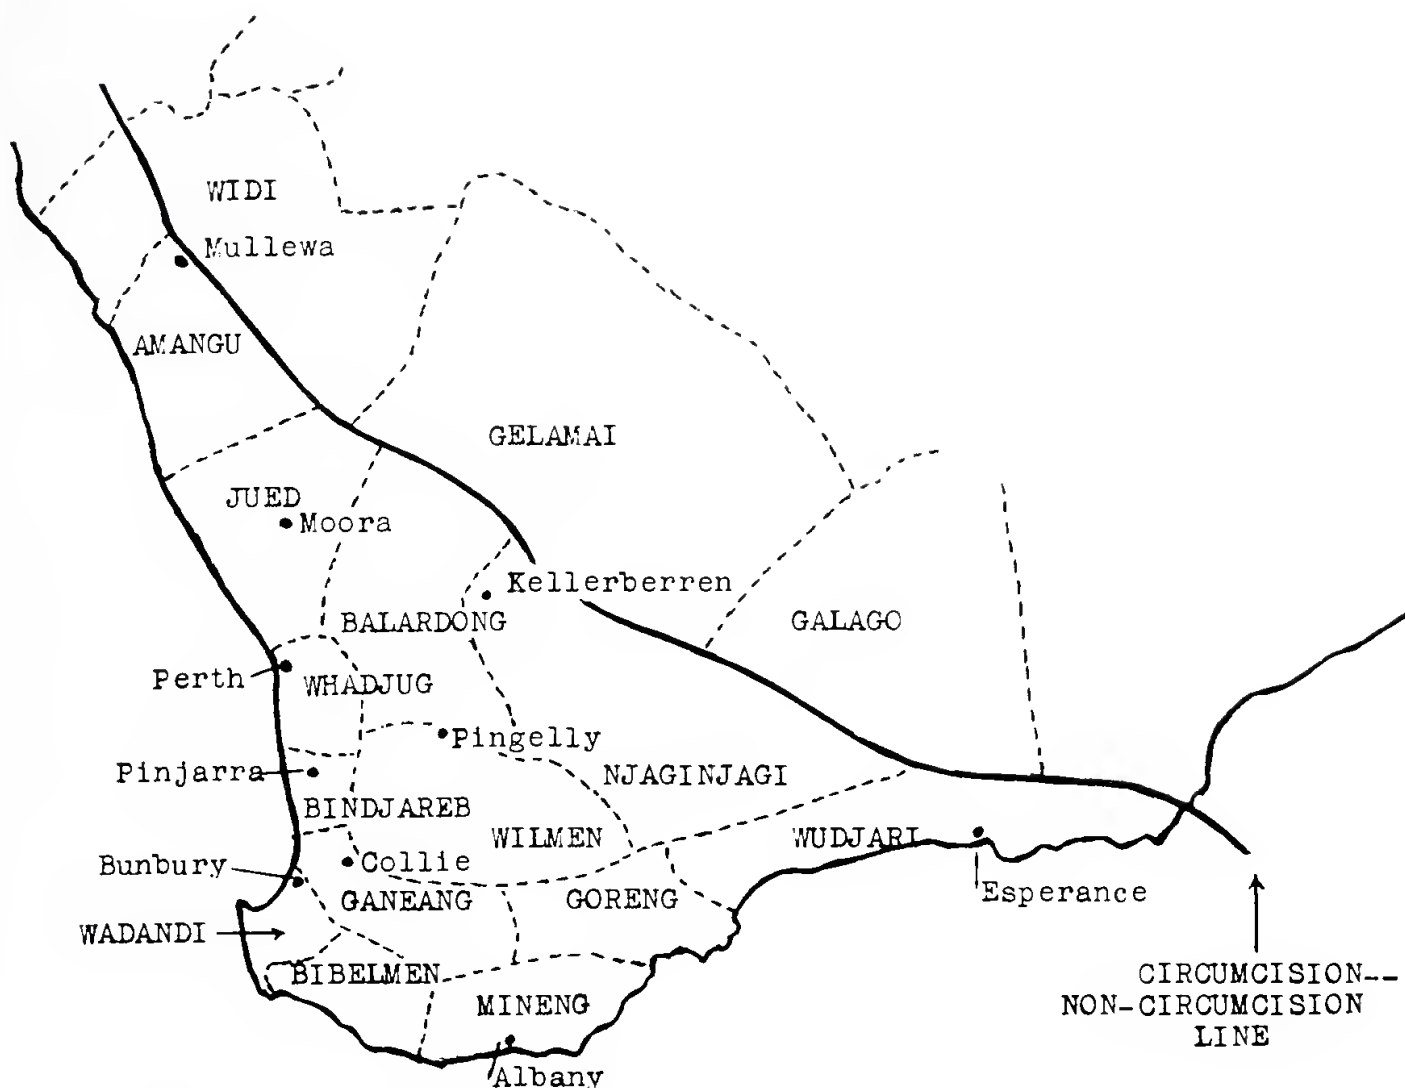 WIDI
Mullewa
AMANGU
GELAMAI
JUED
Moora
Kellerberren
BALARDONG
GALAGO
Perth
WHADJUG
Pingelly
Pinjarra
NJAGINJAGI
BINDJAREB
WILMEN
WUDJARI
Bunbury
Collie
Esperance
GANEANG
GORENG
WADANDI
BIBELMEN
CIRCUMCISION--
NON-CIRCUMCISION
LINE
MINENG
Albany